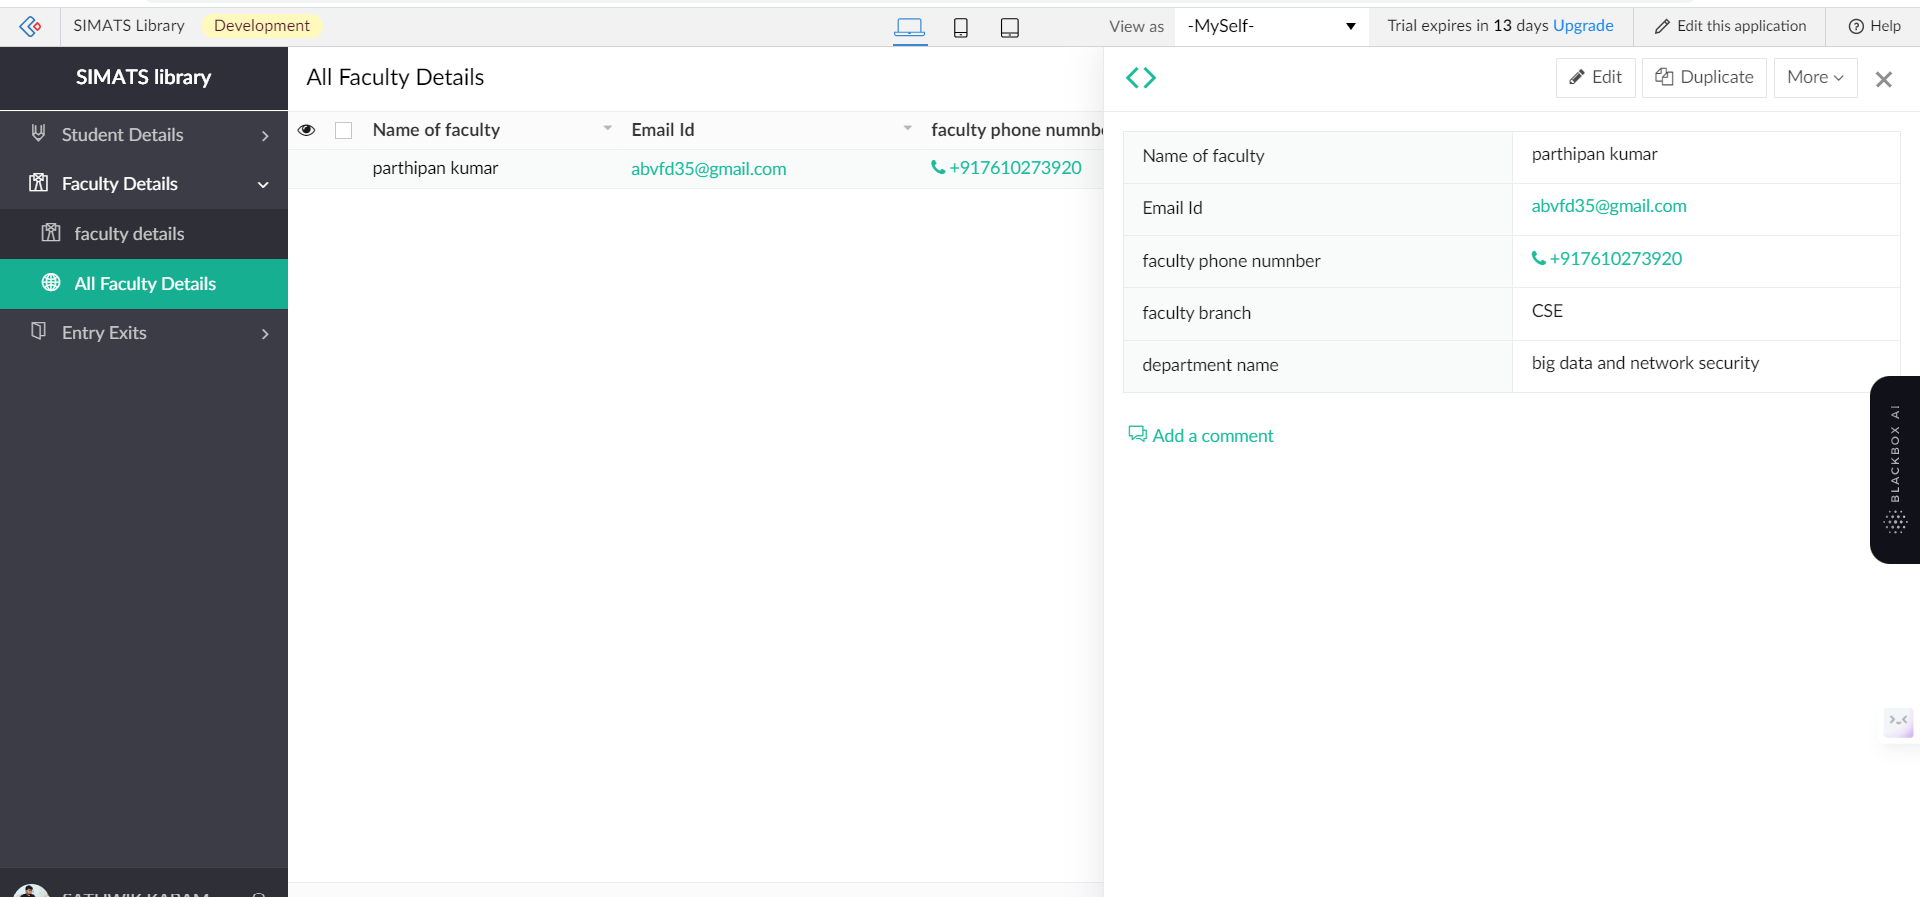 SIMATS Library Development View as -MySelf- Trial expires in 13 days Upgrade Edit this application Help
SIMATS library
Student Details
Faculty Details
faculty details
All Faculty Details
Entry Exits
All Faculty Details
Name of faculty Email Id faculty phone numnb
parthipan kumar abvfd35@gmail.com +917610273920
Edit Duplicate More
Name of faculty parthipan kumar
Email Id abvfd35@gmail.com
faculty phone numnber +917610273920
faculty branch CSE
department name big data and network security
Add a comment
BLACKBOX AI